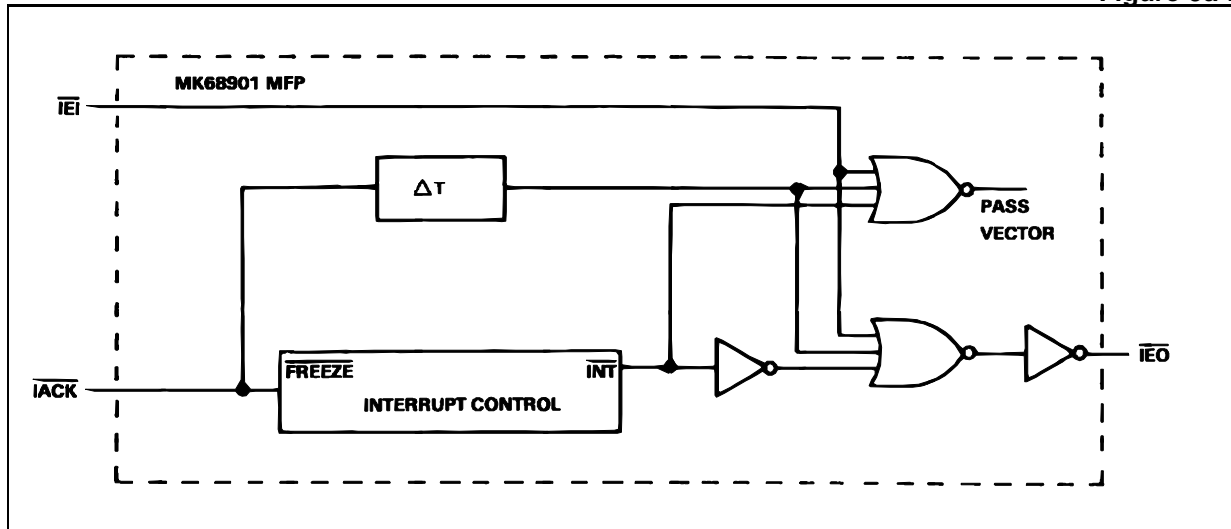 MK68901 MFP
IEI
ΔT
PASS
VECTOR
FREEZE
INT
IEO
IACK
INTERRUPT CONTROL